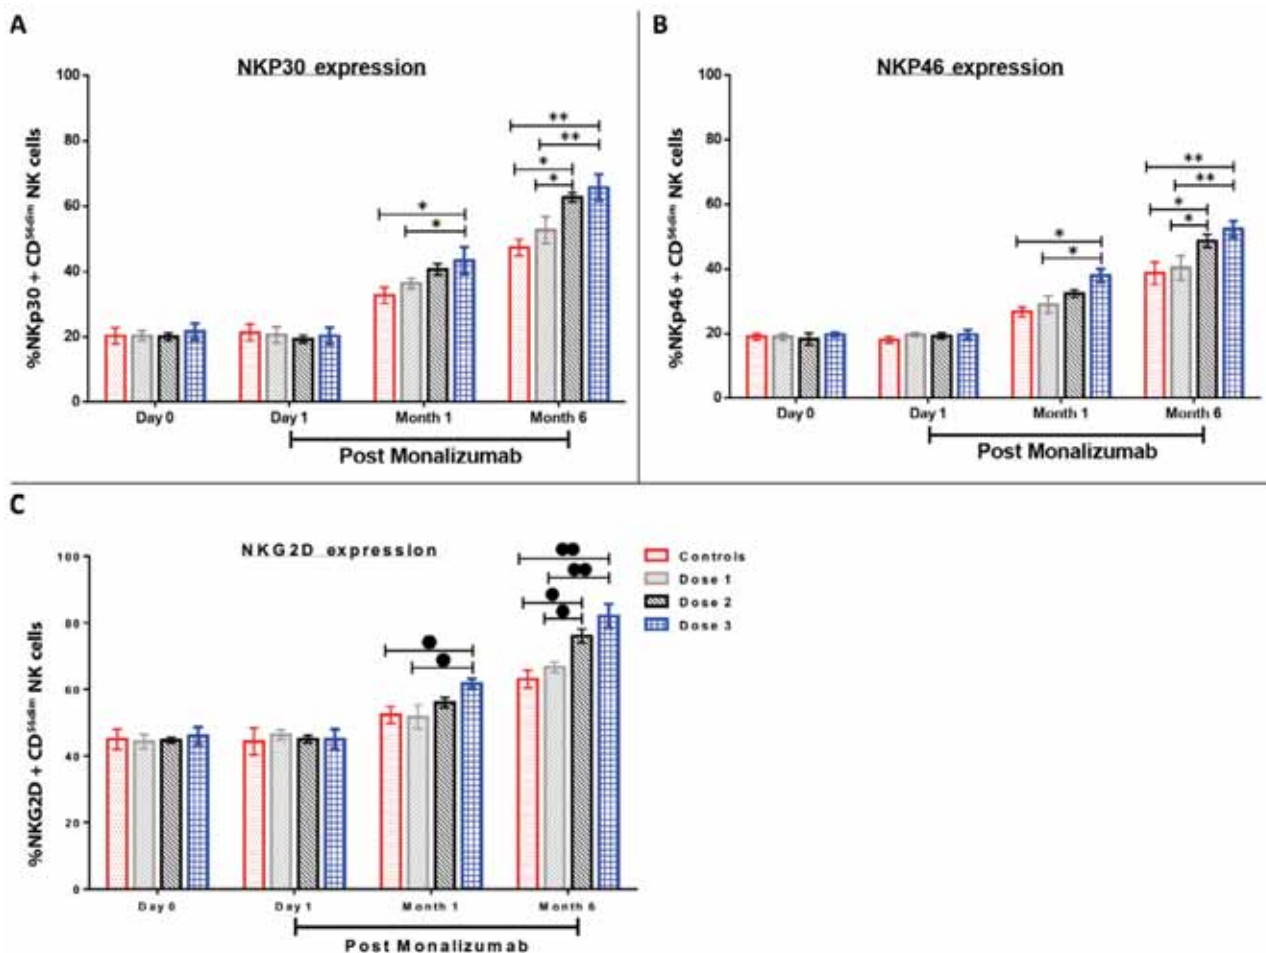 A
NKP30 expression
%NKp30 + CD56dim NK cells
100
80
60
40
20
0
**
**
*
*
*
*
Day 0 Day 1 Month 1 Month 6
Post Monalizumab
B
NKP46 expression
%NKp46 + CD56dim NK cells
100
80
60
40
20
0
**
**
*
*
*
*
Day 0 Day 1 Month 1 Month 6
Post Monalizumab
C
NKG2D expression
%NKG2D + CD56dim NK cells
100
80
60
40
20
0
Day 0 Day 1 Month 1 Month 6
Post Monalizumab
Controls
Dose 1
Dose 2
Dose 3